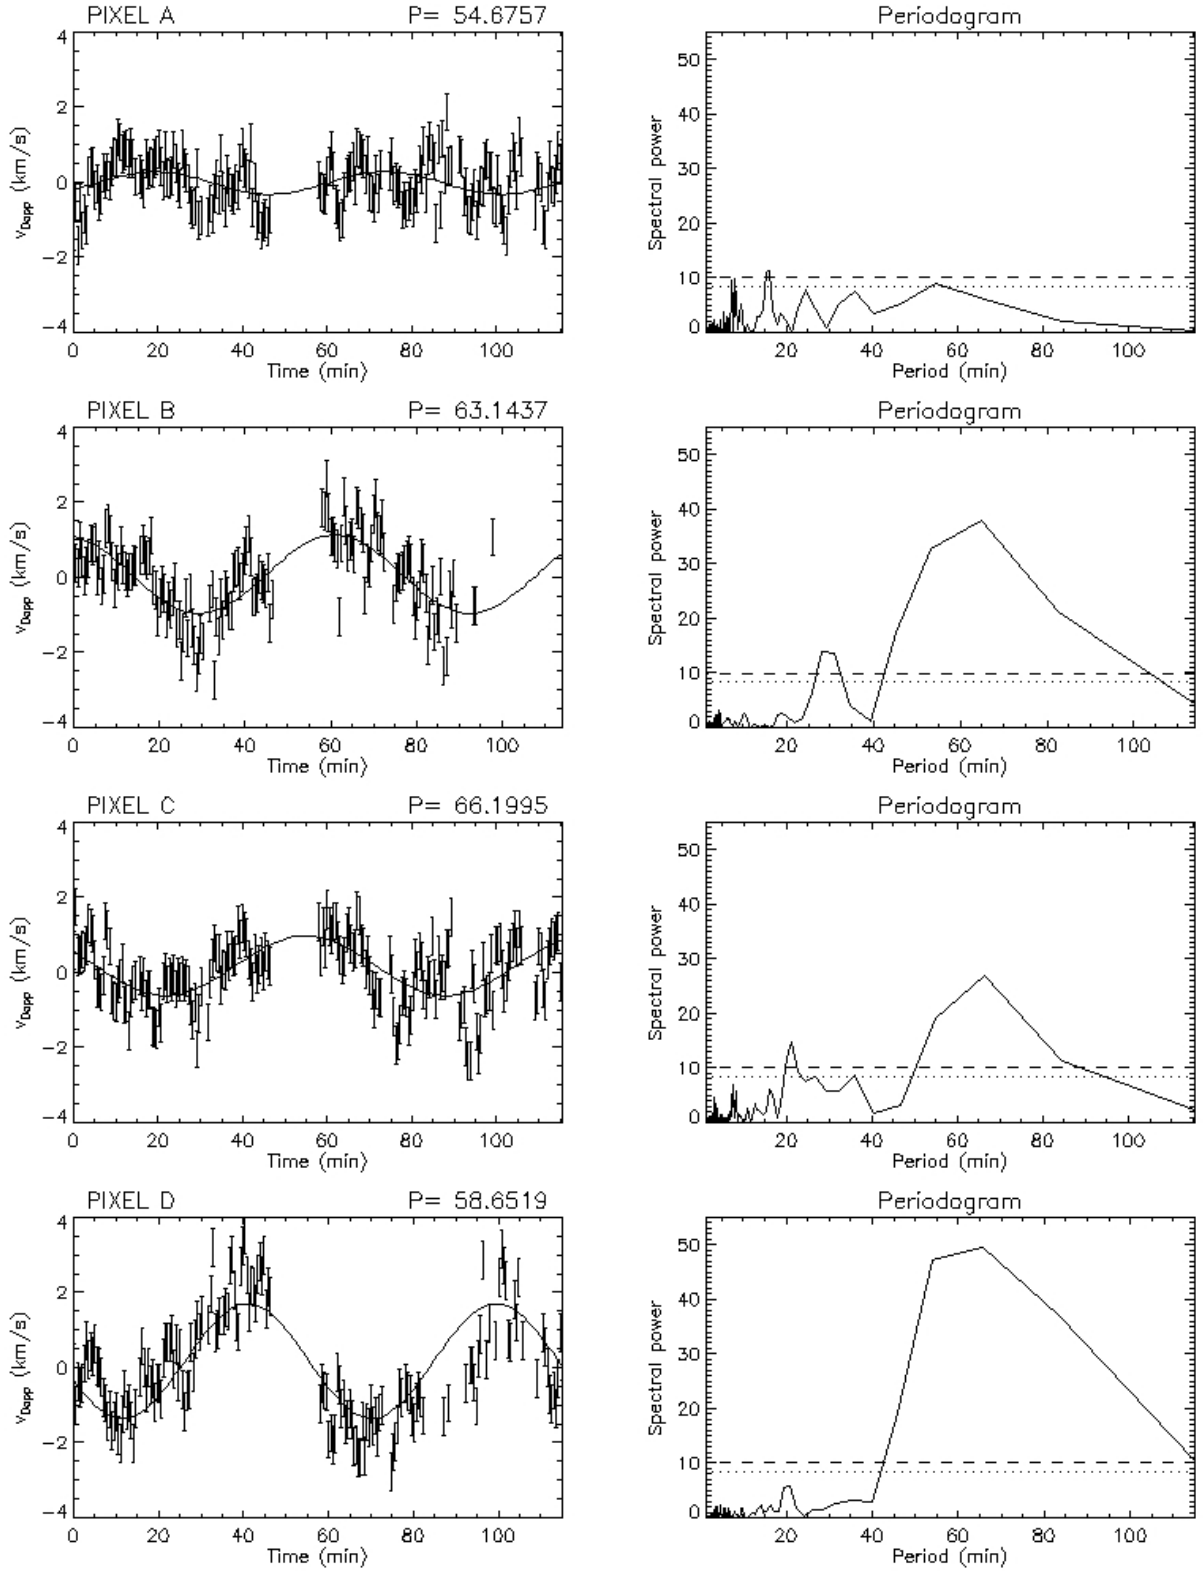 PIXEL A P= 54.6757 Periodogram
4
2
0
−2
−4
v_Dapp (km/s)
0 20 40 60 80 100
Time (min)
50
40
30
20
10
0
Spectral power
20 40 60 80 100
Period (min)
PIXEL B P= 63.1437 Periodogram
4
2
0
−2
−4
v_Dapp (km/s)
0 20 40 60 80 100
Time (min)
50
40
30
20
10
0
Spectral power
20 40 60 80 100
Period (min)
PIXEL C P= 66.1995 Periodogram
4
2
0
−2
−4
v_Dapp (km/s)
0 20 40 60 80 100
Time (min)
50
40
30
20
10
0
Spectral power
20 40 60 80 100
Period (min)
PIXEL D P= 58.6519 Periodogram
4
2
0
−2
−4
v_Dapp (km/s)
0 20 40 60 80 100
Time (min)
50
40
30
20
10
0
Spectral power
20 40 60 80 100
Period (min)